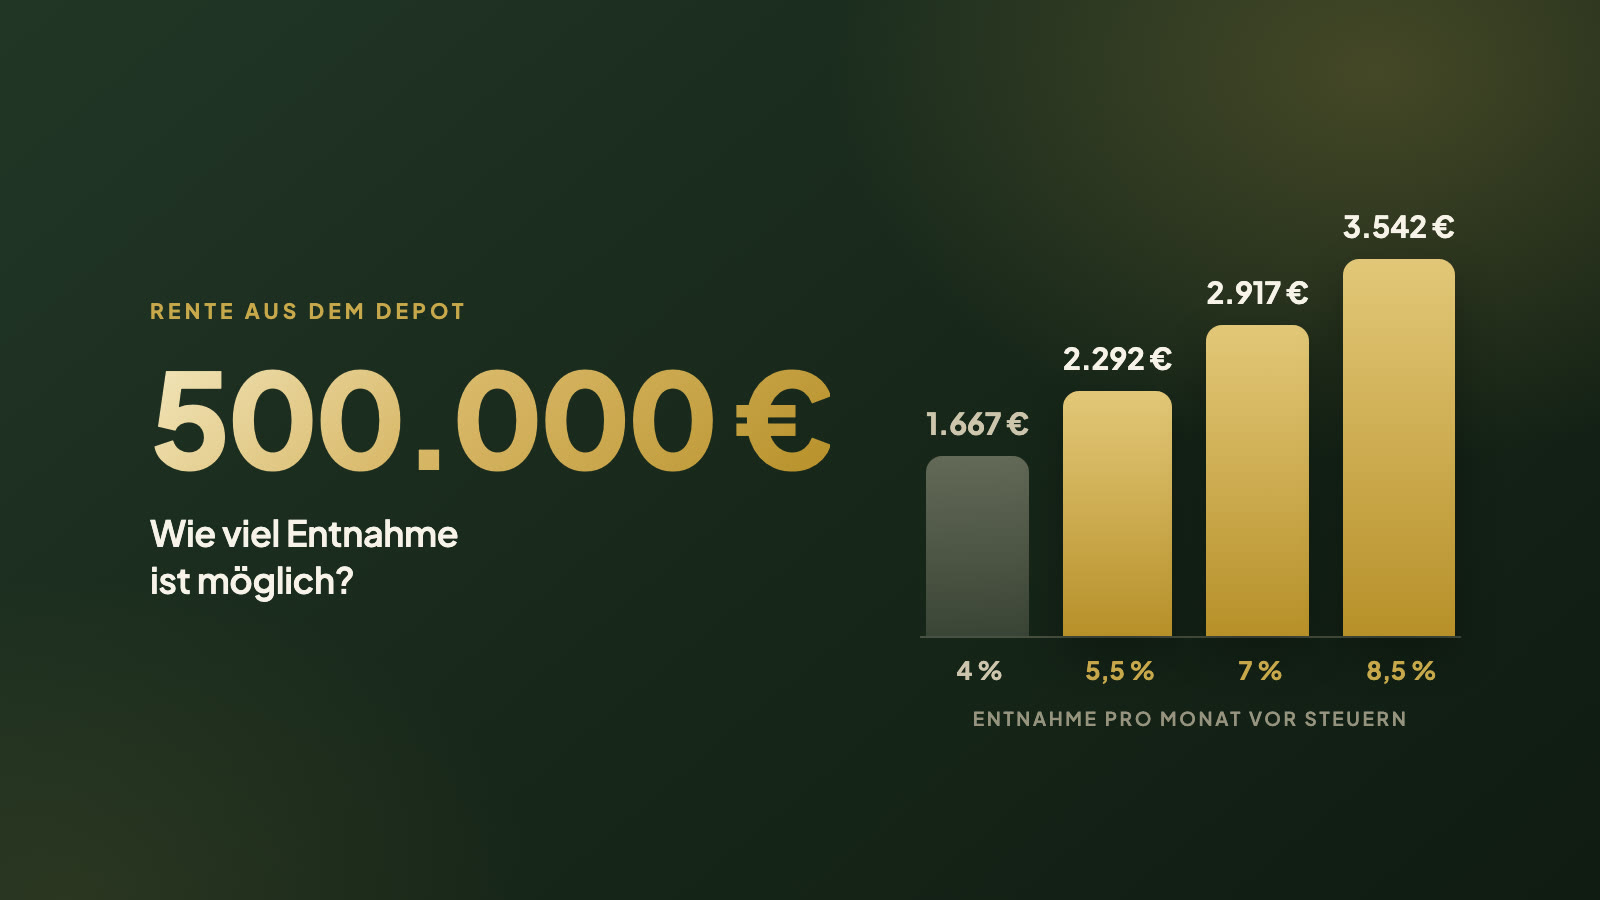 RENTE AUS DEM DEPOT
500.000 €
Wie viel Entnahme
ist möglich?
1.667 €
2.292 €
2.917 €
3.542 €
4 %
5,5 %
7 %
8,5 %
ENTNAHME PRO MONAT VOR STEUERN